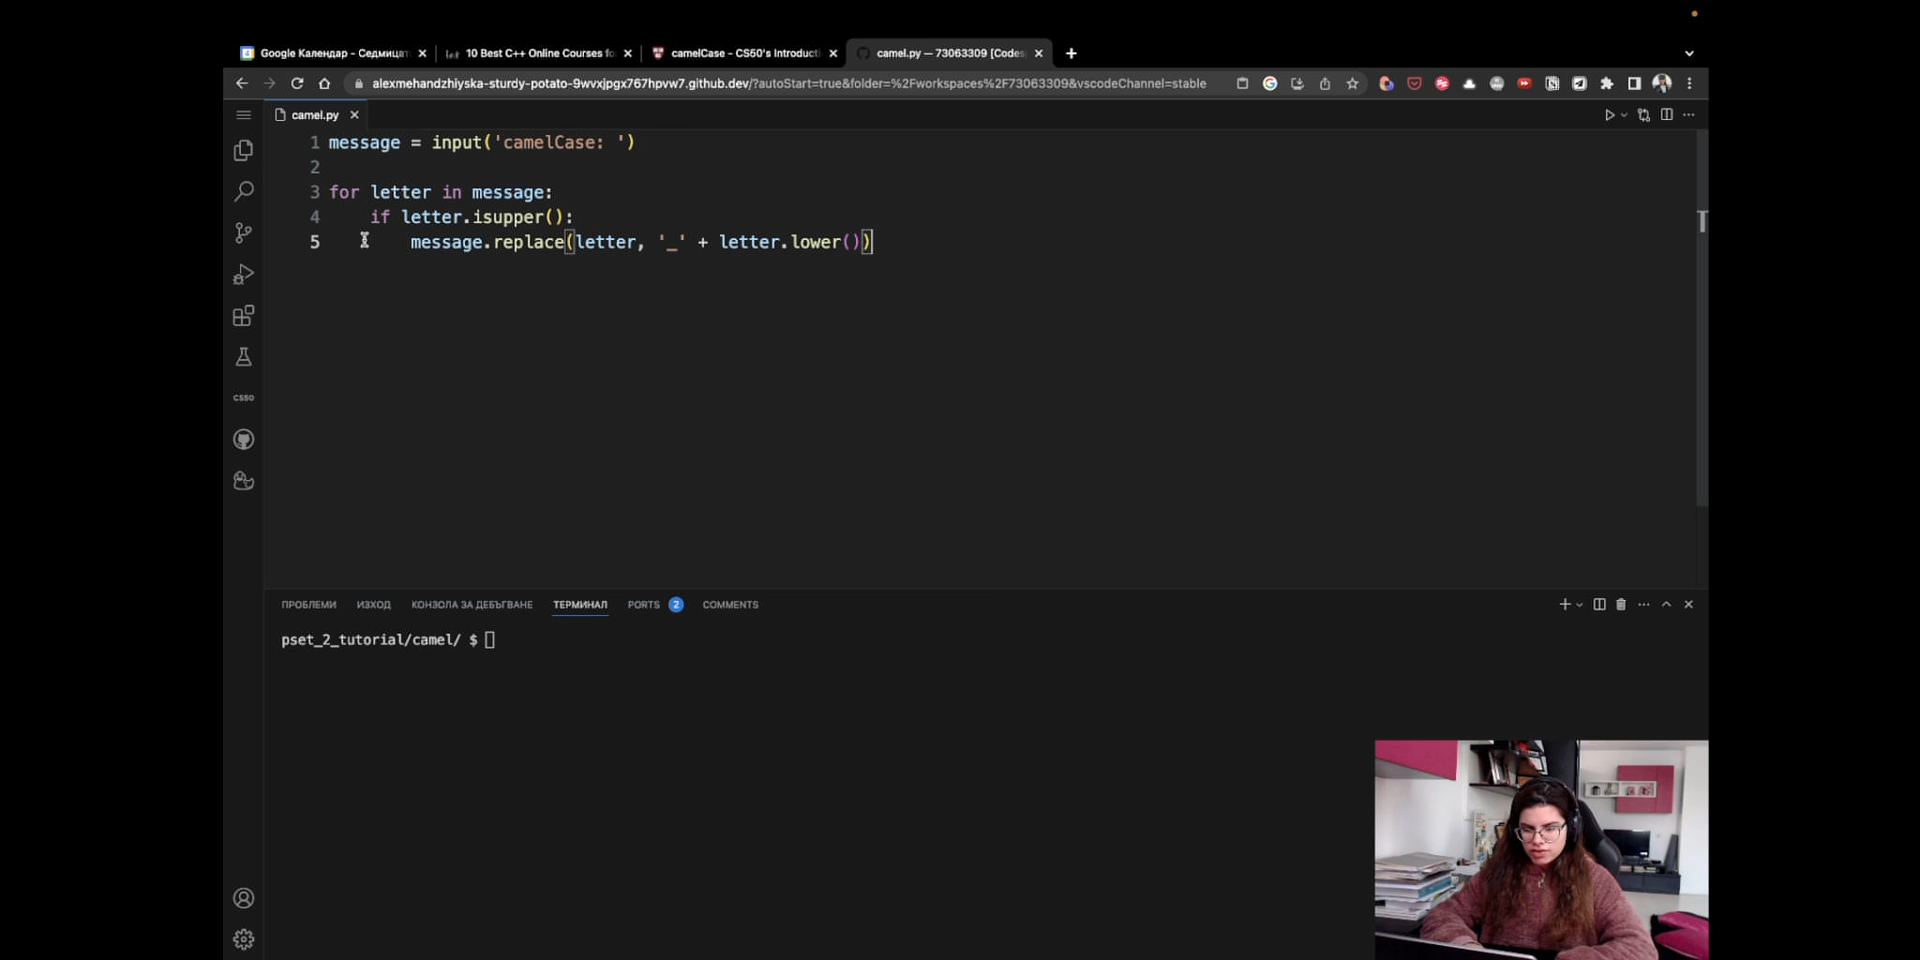 Google Календар - Седмицат
10 Best C++ Online Courses fo
camelCase - CS50's Introducti
camel.py — 73063309 [Codes
alexmehandzhiyska-sturdy-potato-9wvxjpgx767hpvw7.github.dev/?autoStart=true&folder=%2Fworkspaces%2F73063309&vscodeChannel=stable
camel.py
1 message = input('camelCase: ')
2
3 for letter in message:
4 if letter.isupper():
5 message.replace(letter, '_' + letter.lower())
CS50
ПРОБЛЕМИ ИЗХОД КОНЗОЛА ЗА ДЕБЪГВАНЕ ТЕРМИНАЛ PORTS 2 COMMENTS
pset_2_tutorial/camel/ $